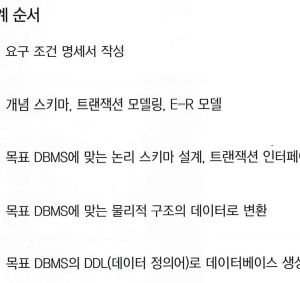 계 순서
요구 조건 명세서 작성
개념 스키마, 트랜잭션 모델링, E-R 모델
목표 DBMS에 맞는 논리 스키마 설계, 트랜잭션 인터페
목표 DBMS에 맞는 물리적 구조의 데이터로 변환
목표 DBMS의 DDL(데이터 정의어)로 데이터베이스 생성